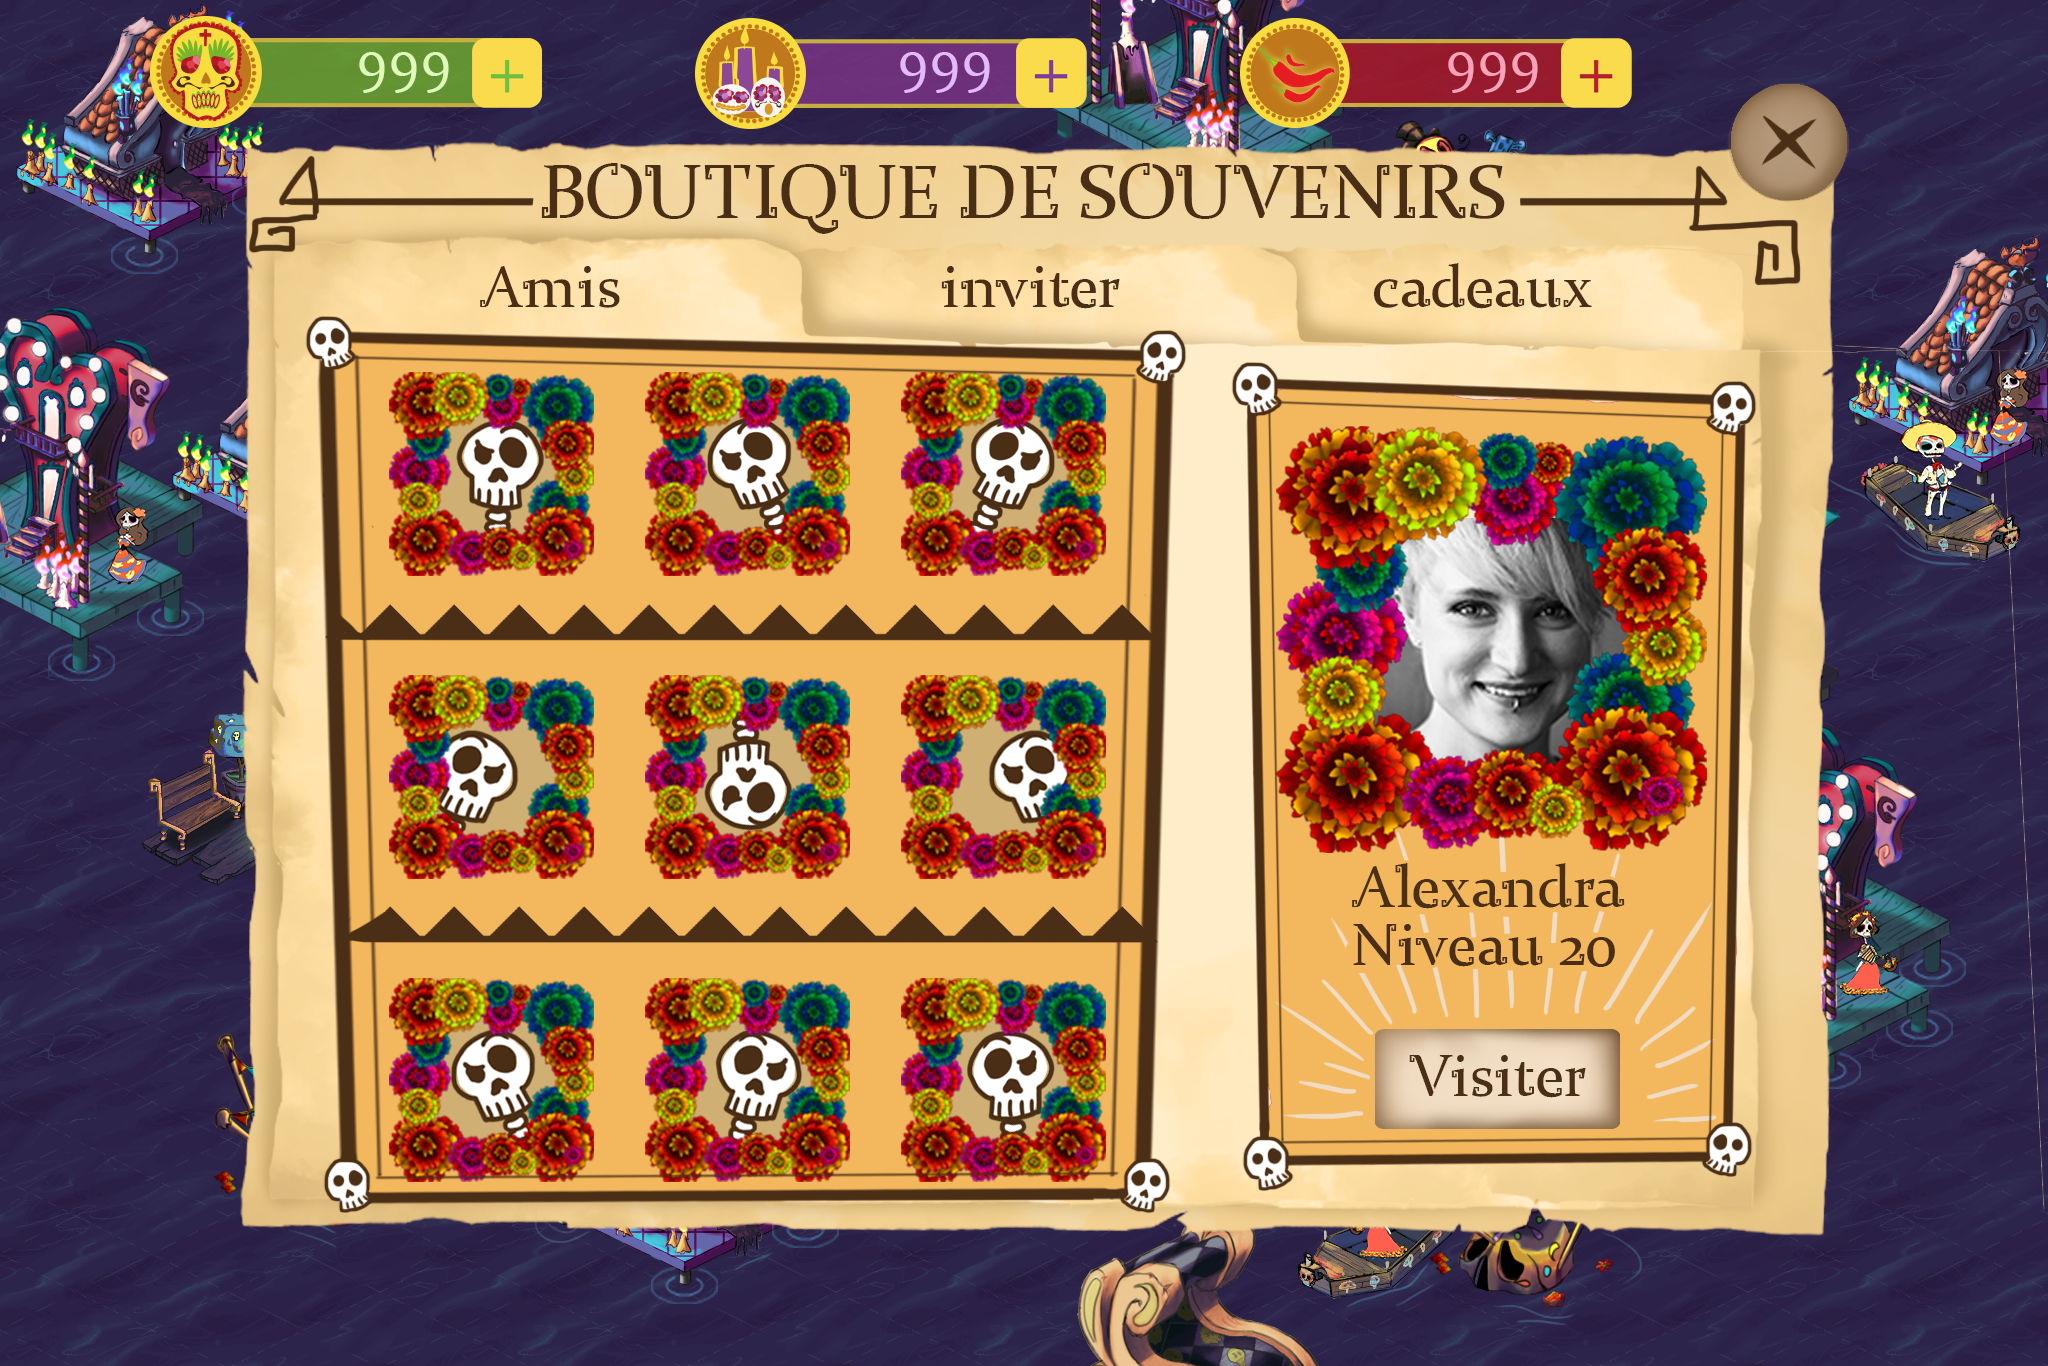 999 + 999 + 999 +
BOUTIQUE DE SOUVENIRS
Amis inviter cadeaux
Alexandra
Niveau 20
Visiter